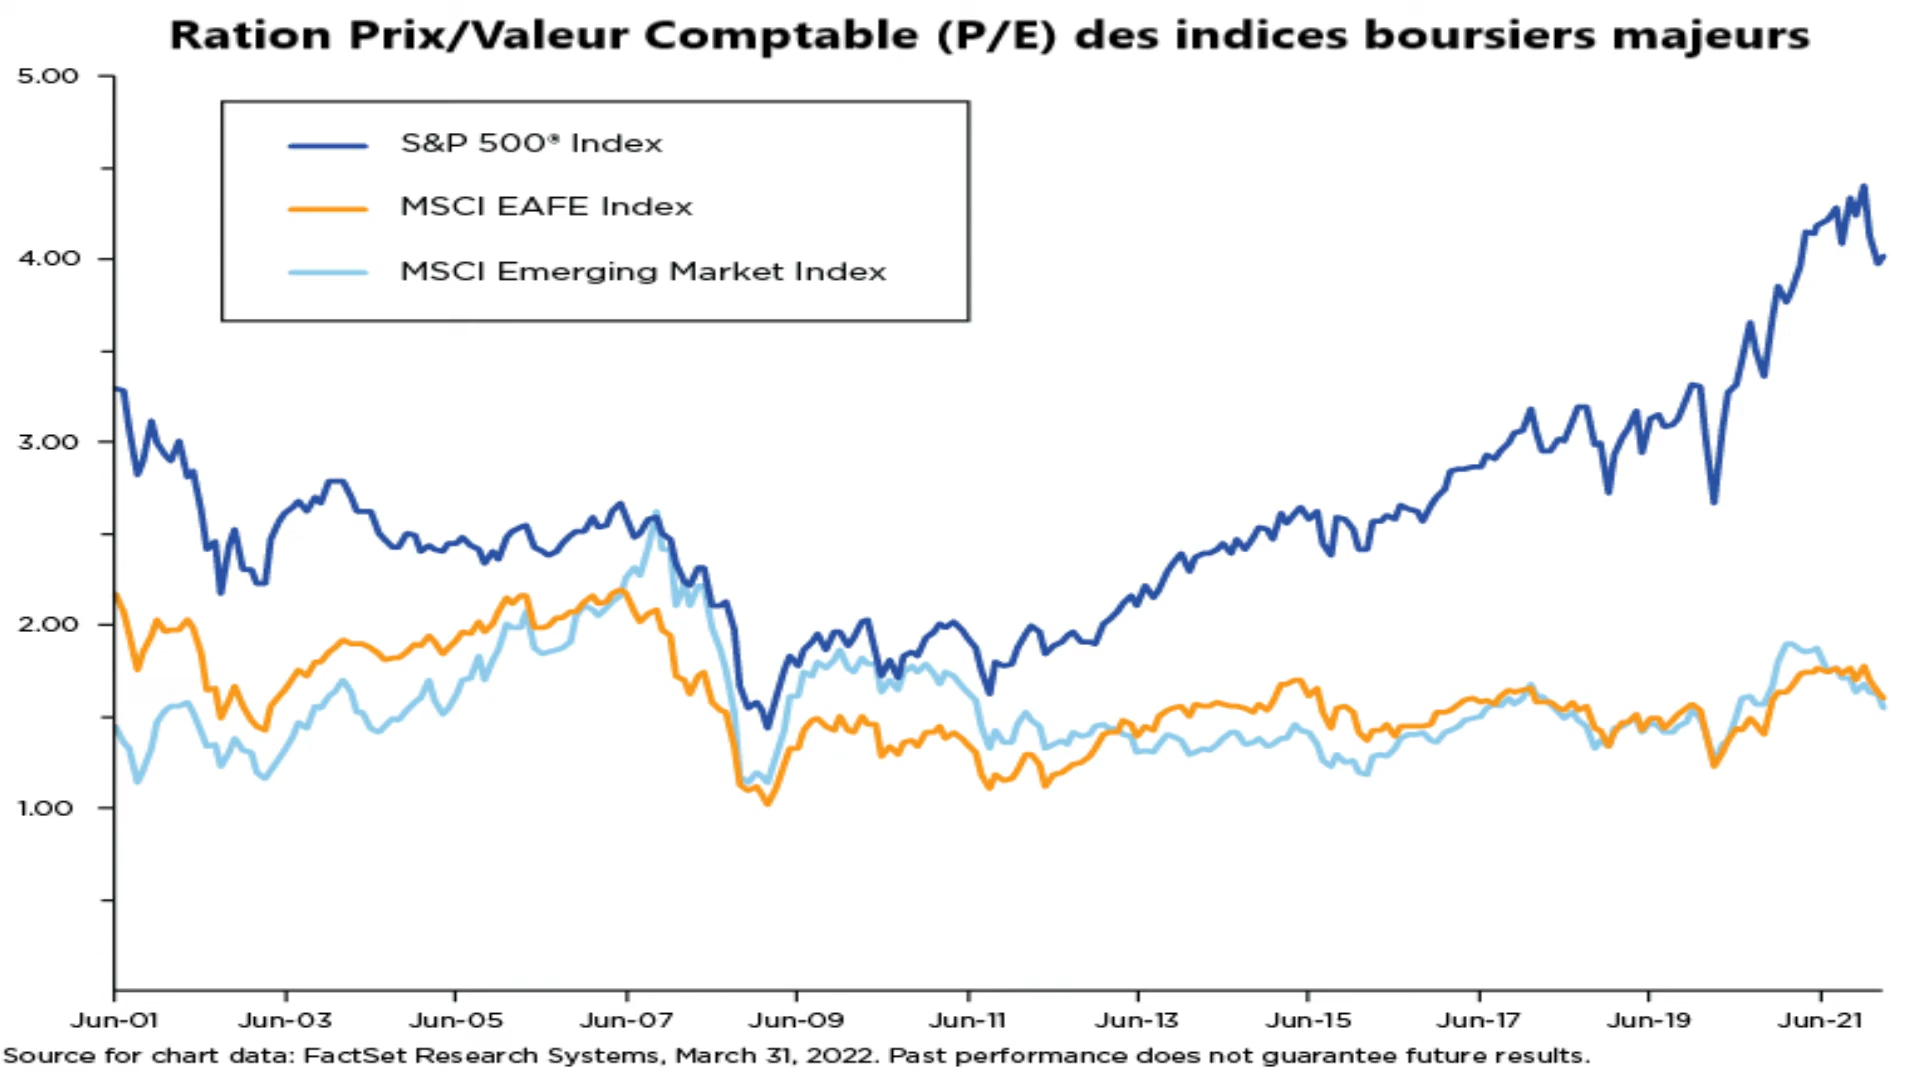 Ration Prix/Valeur Comptable (P/E) des indices boursiers majeurs
5.00
S&P 500® Index
MSCI EAFE Index
4.00
MSCI Emerging Market Index
3.00
2.00
1.00
Jun-01 Jun-03 Jun-05 Jun-07 Jun-09 Jun-11 Jun-13 Jun-15 Jun-17 Jun-19 Jun-21
Source for chart data: FactSet Research Systems, March 31, 2022. Past performance does not guarantee future results.